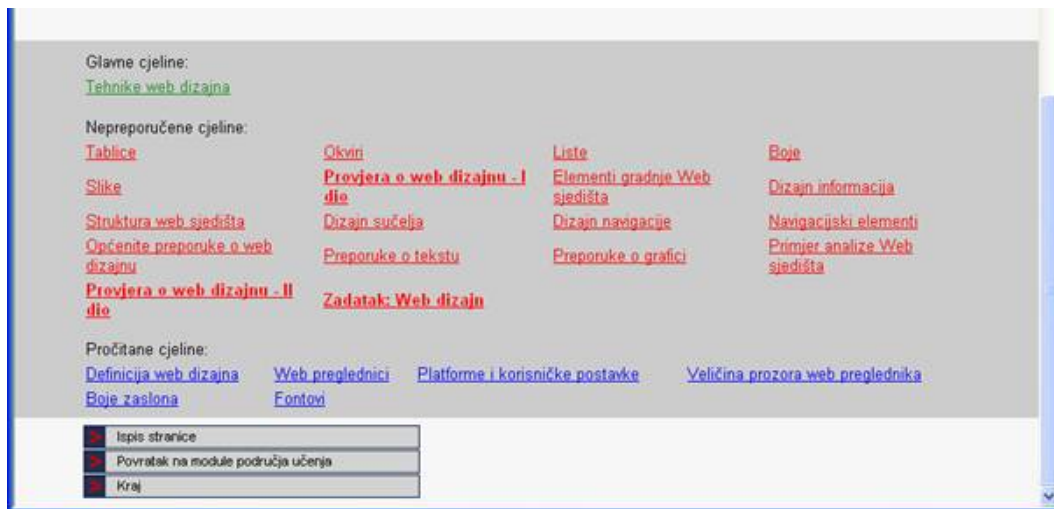 Glavne cjeline:
Tehnike web dizajna
Nepreporučene cjeline:
Tablice Okviri Liste Boje
Slike Provjera o web dizajnu - I dio Elementi gradnje Web sjedišta Dizajn informacija
Struktura web sjedišta Dizajn sučelja Dizajn navigacije Navigacijski elementi
Općenite preporuke o web dizajnu Preporuke o tekstu Preporuke o grafici Primjer analize Web sjedišta
Provjera o web dizajnu - II dio Zadatak: Web dizajn
Pročitane cjeline:
Definicija web dizajna Web preglednici Platforme i korisničke postavke Veličina prozora web preglednika
Boje zaslona Fontovi
> Ispis stranice
> Povratak na module područja učenja
> Kraj